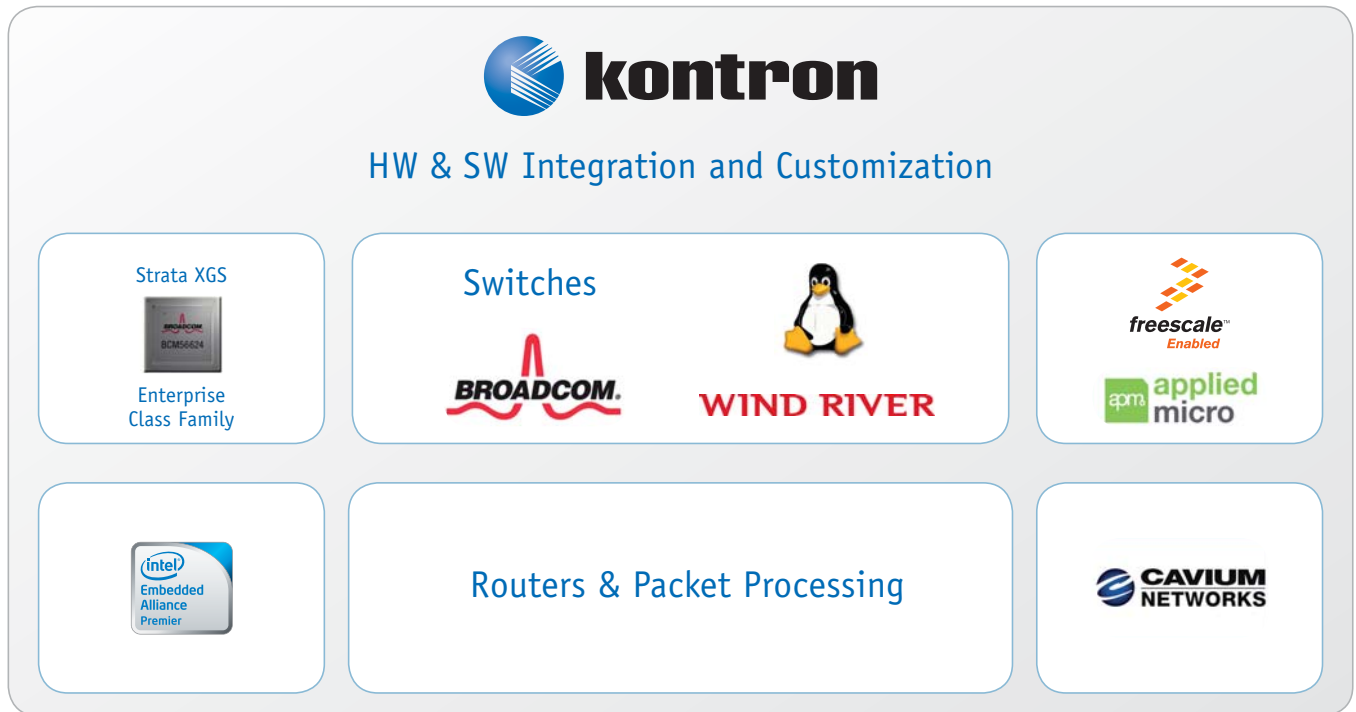 kontron
HW & SW Integration and Customization
Strata XGS
BROADCOM
BCM56624
Enterprise
Class Family
Switches
BROADCOM®
WIND RIVER
freescale™
Enabled
apm
applied
micro
intel®
Embedded
Alliance
Premier
Routers & Packet Processing
CAVIUM
NETWORKS